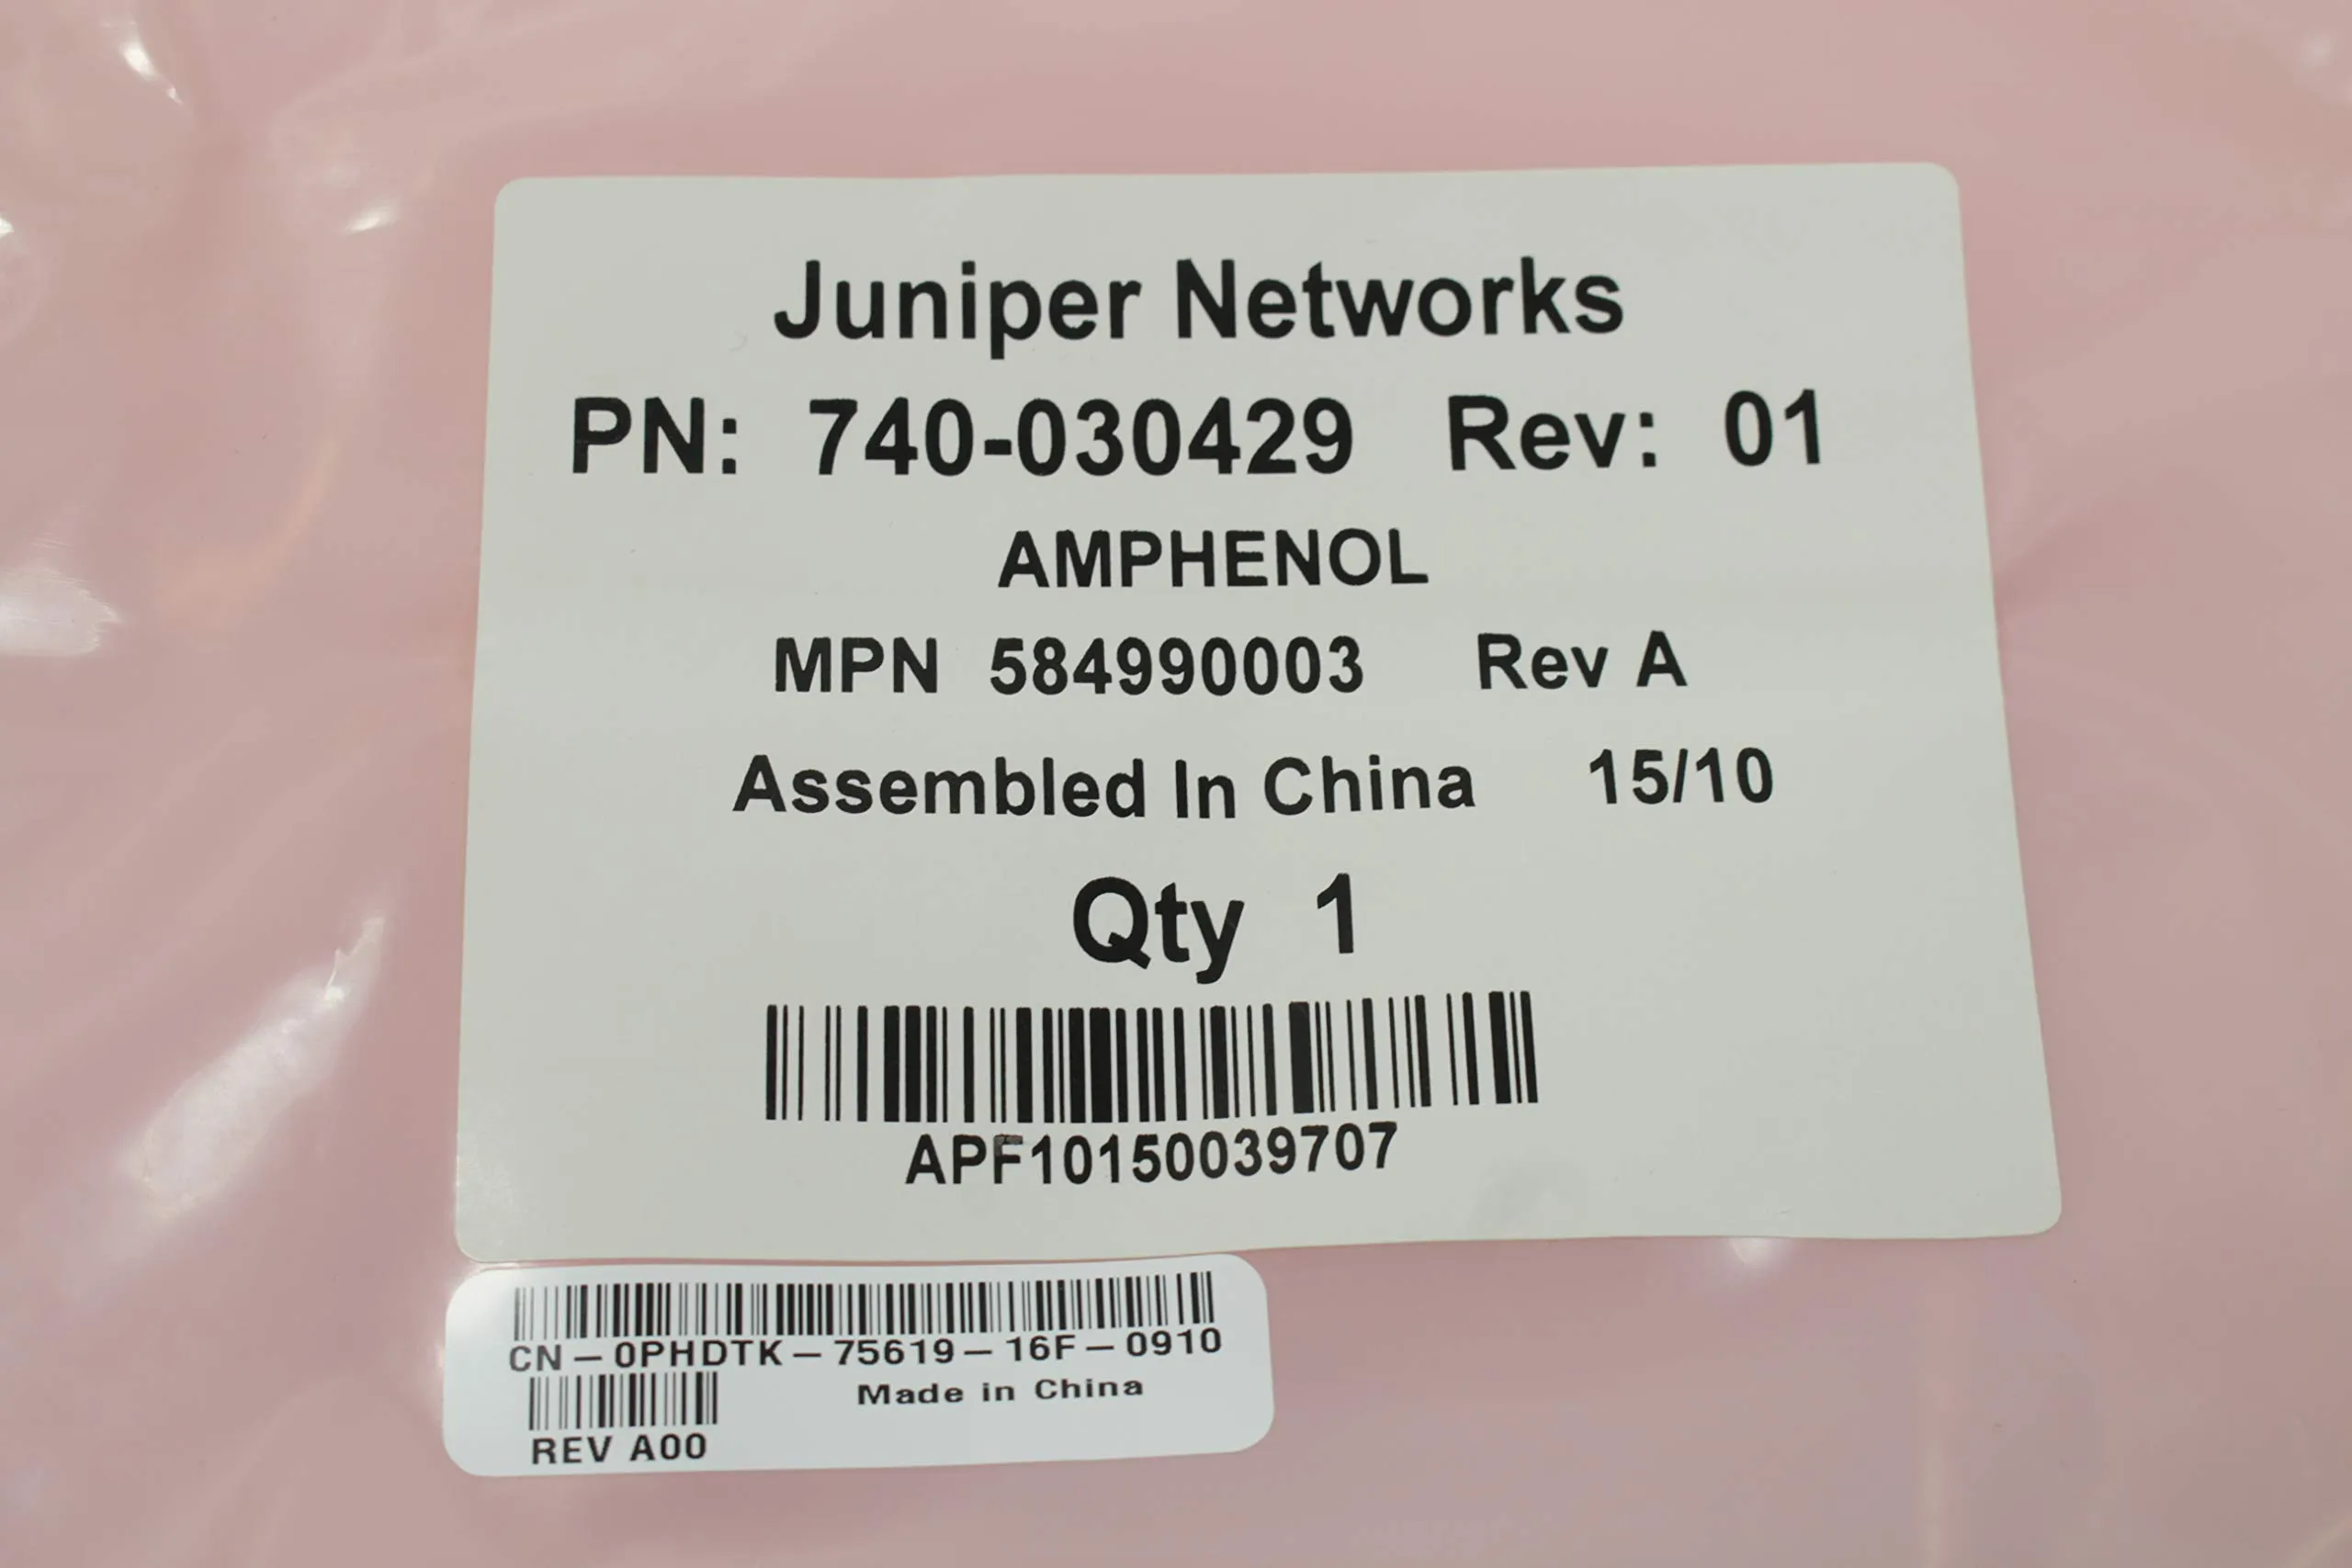 Juniper Networks
PN: 740-030429 Rev: 01
AMPHENOL
MPN 584990003 Rev A
Assembled In China 15/10
Qty 1
APF10150039707
CN-0PHDTK-75619-16F-0910
Made in China
REV A00